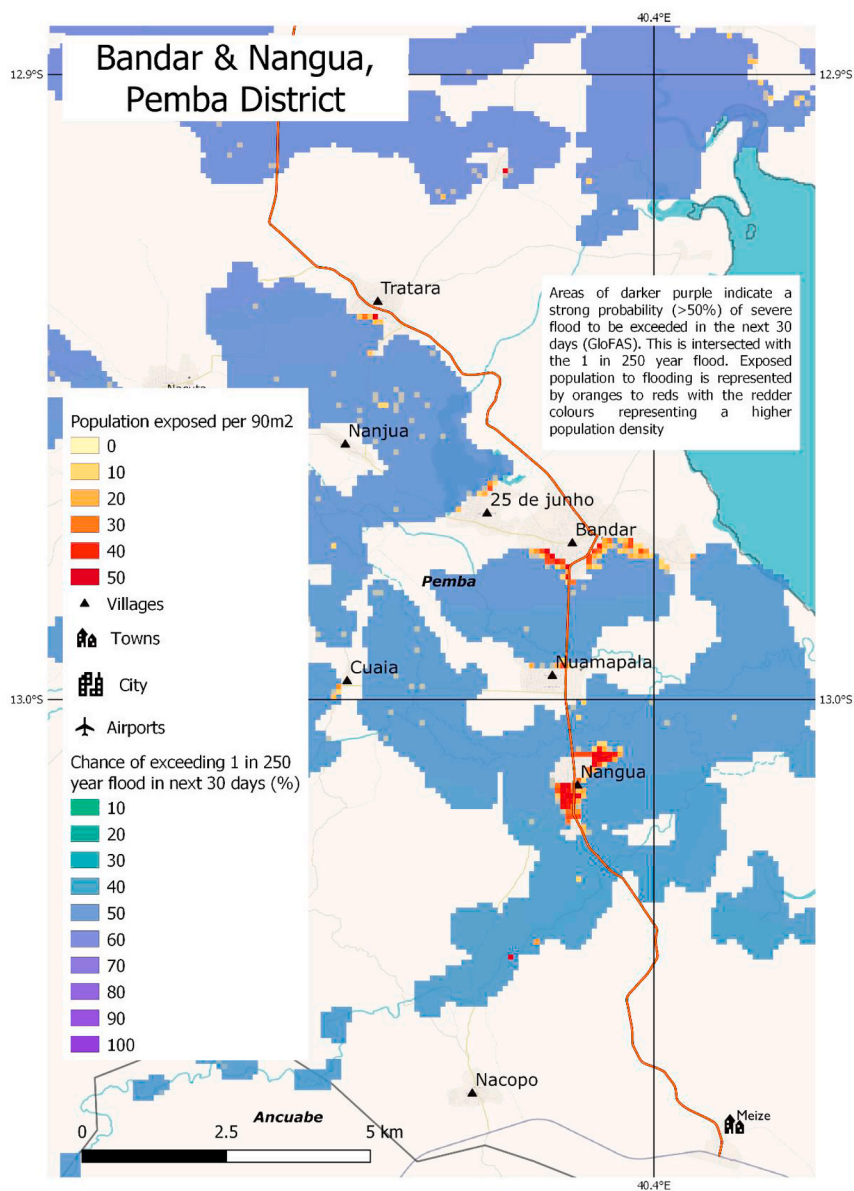 40.4°E
Bandar & Nangua,
Pemba District
12.9°S
12.9°S
Tratara
Areas of darker purple indicate a
strong probability (>50%) of severe
flood to be exceeded in the next 30
days (GloFAS). This is intersected with
the 1 in 250 year flood. Exposed
population to flooding is represented
by oranges to reds with the redder
colours representing a higher
population density
Population exposed per 90m2
0
10
20
30
40
50
Villages
Towns
City
Airports
Chance of exceeding 1 in 250
year flood in next 30 days (%)
10
20
30
40
50
60
70
80
90
100
Nanjua
25 de junho
Bandar
Pemba
Cuaia
Nuamapala
13.0°S
13.0°S
Nangua
Nacopo
Meize
Ancuabe
0 2.5 5 km
40.4°E